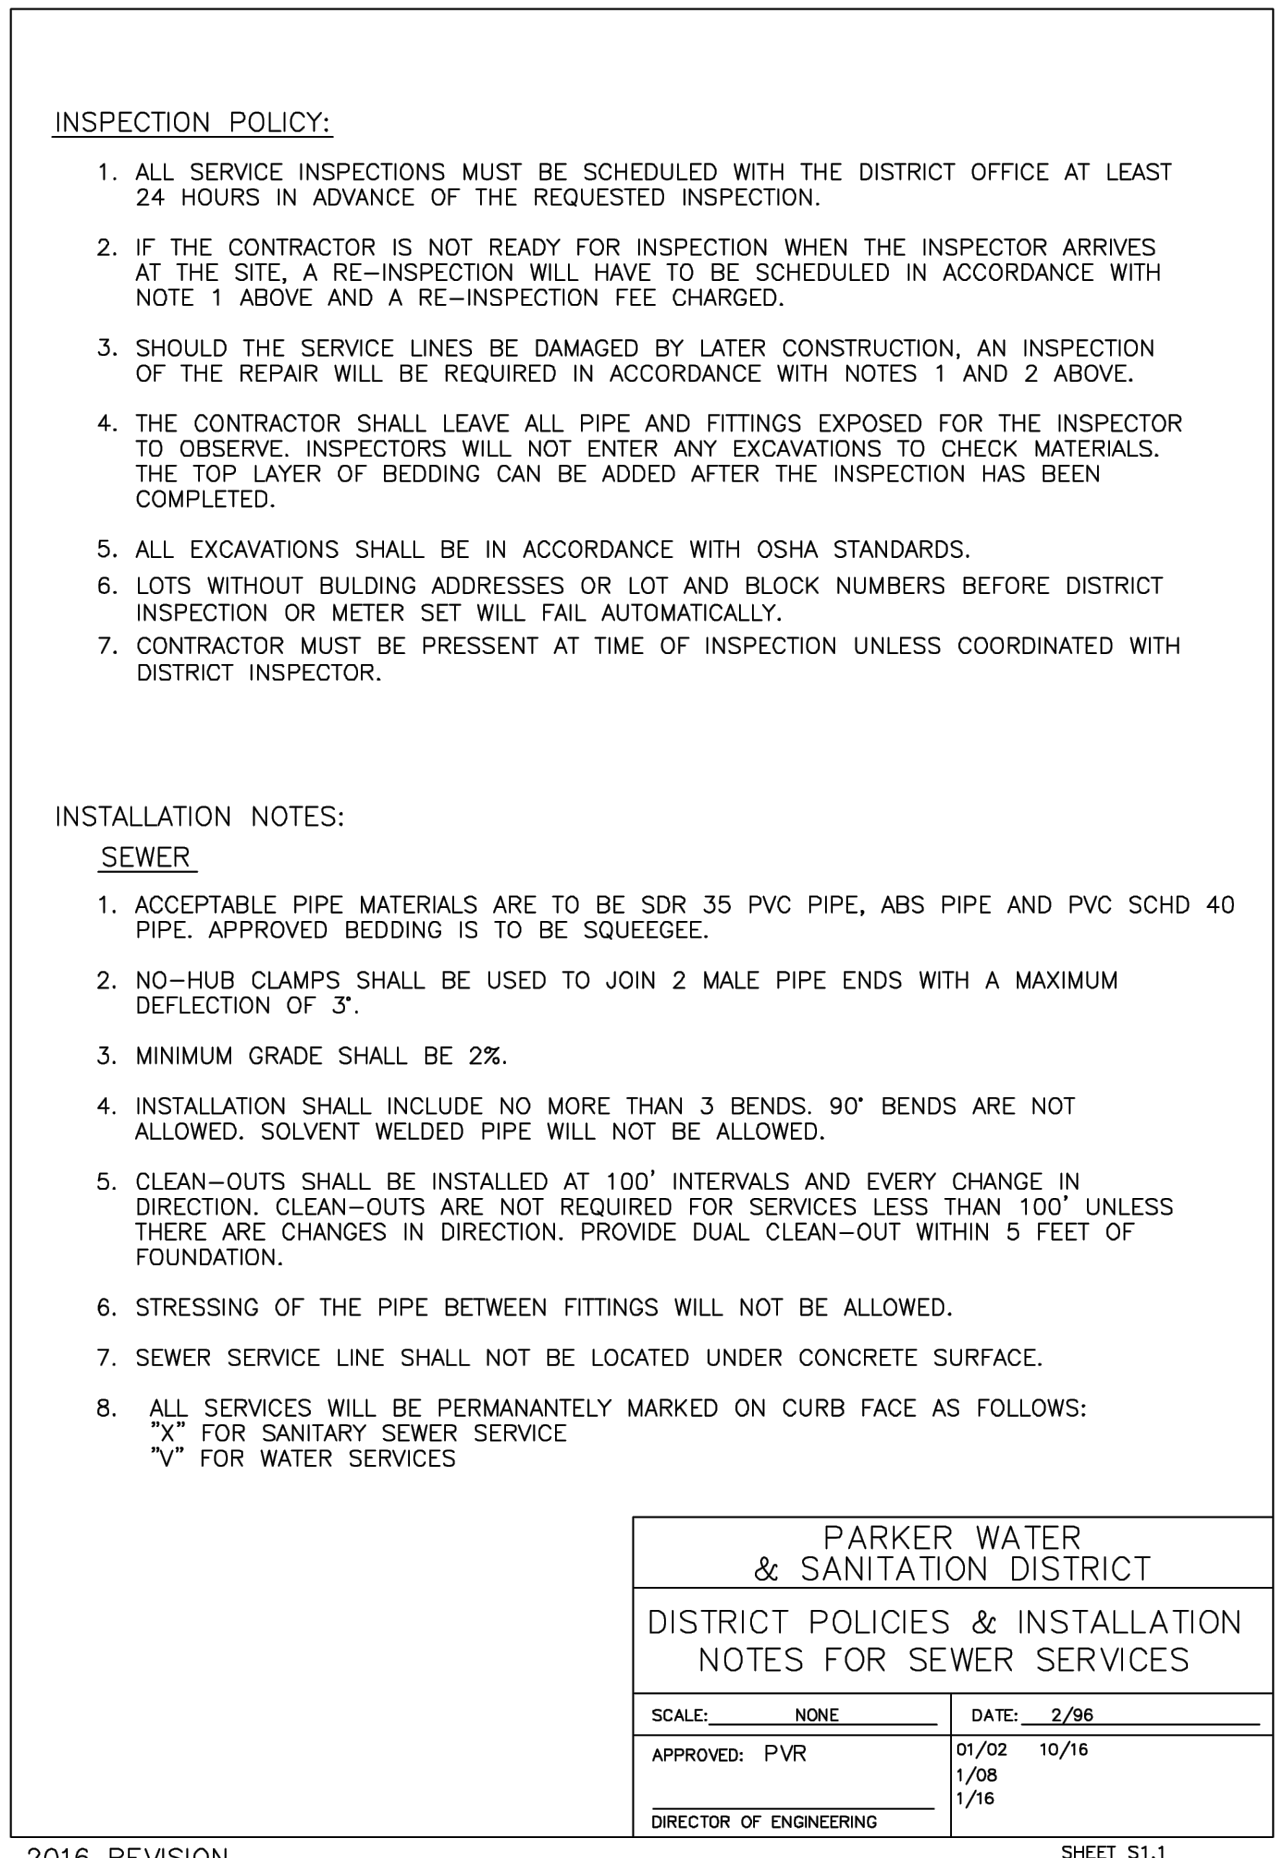 INSPECTION POLICY:
1. ALL SERVICE INSPECTIONS MUST BE SCHEDULED WITH THE DISTRICT OFFICE AT LEAST
24 HOURS IN ADVANCE OF THE REQUESTED INSPECTION.
2. IF THE CONTRACTOR IS NOT READY FOR INSPECTION WHEN THE INSPECTOR ARRIVES
AT THE SITE, A RE-INSPECTION WILL HAVE TO BE SCHEDULED IN ACCORDANCE WITH
NOTE 1 ABOVE AND A RE-INSPECTION FEE CHARGED.
3. SHOULD THE SERVICE LINES BE DAMAGED BY LATER CONSTRUCTION, AN INSPECTION
OF THE REPAIR WILL BE REQUIRED IN ACCORDANCE WITH NOTES 1 AND 2 ABOVE.
4. THE CONTRACTOR SHALL LEAVE ALL PIPE AND FITTINGS EXPOSED FOR THE INSPECTOR
TO OBSERVE. INSPECTORS WILL NOT ENTER ANY EXCAVATIONS TO CHECK MATERIALS.
THE TOP LAYER OF BEDDING CAN BE ADDED AFTER THE INSPECTION HAS BEEN
COMPLETED.
5. ALL EXCAVATIONS SHALL BE IN ACCORDANCE WITH OSHA STANDARDS.
6. LOTS WITHOUT BULDING ADDRESSES OR LOT AND BLOCK NUMBERS BEFORE DISTRICT
INSPECTION OR METER SET WILL FAIL AUTOMATICALLY.
7. CONTRACTOR MUST BE PRESSENT AT TIME OF INSPECTION UNLESS COORDINATED WITH
DISTRICT INSPECTOR.
INSTALLATION NOTES:
SEWER
1. ACCEPTABLE PIPE MATERIALS ARE TO BE SDR 35 PVC PIPE, ABS PIPE AND PVC SCHD 40
PIPE. APPROVED BEDDING IS TO BE SQUEEGEE.
2. NO-HUB CLAMPS SHALL BE USED TO JOIN 2 MALE PIPE ENDS WITH A MAXIMUM
DEFLECTION OF 3°.
3. MINIMUM GRADE SHALL BE 2%.
4. INSTALLATION SHALL INCLUDE NO MORE THAN 3 BENDS. 90° BENDS ARE NOT
ALLOWED. SOLVENT WELDED PIPE WILL NOT BE ALLOWED.
5. CLEAN-OUTS SHALL BE INSTALLED AT 100' INTERVALS AND EVERY CHANGE IN
DIRECTION. CLEAN-OUTS ARE NOT REQUIRED FOR SERVICES LESS THAN 100' UNLESS
THERE ARE CHANGES IN DIRECTION. PROVIDE DUAL CLEAN-OUT WITHIN 5 FEET OF
FOUNDATION.
6. STRESSING OF THE PIPE BETWEEN FITTINGS WILL NOT BE ALLOWED.
7. SEWER SERVICE LINE SHALL NOT BE LOCATED UNDER CONCRETE SURFACE.
8. ALL SERVICES WILL BE PERMANANTELY MARKED ON CURB FACE AS FOLLOWS:
"X" FOR SANITARY SEWER SERVICE
"V" FOR WATER SERVICES
PARKER WATER
& SANITATION DISTRICT
DISTRICT POLICIES & INSTALLATION
NOTES FOR SEWER SERVICES
SCALE: NONE
DATE: 2/96
APPROVED: PVR
01/02 10/16
1/08
1/16
DIRECTOR OF ENGINEERING
2016 REVISION
SHEET S1.1